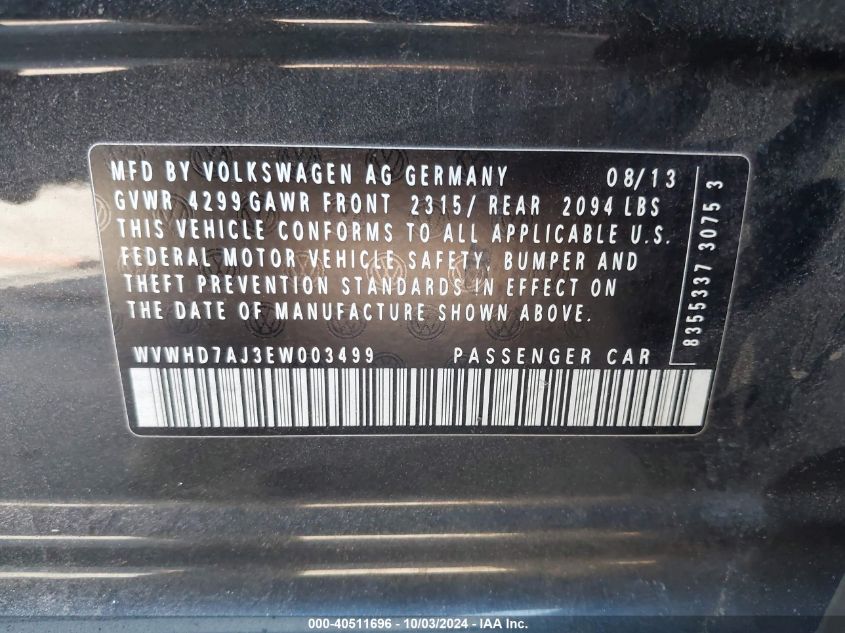 MFD BY VOLKSWAGEN AG GERMANY 08/13
GVWR 4299GAWR FRONT 2315/ REAR 2094 LBS
THIS VEHICLE CONFORMS TO ALL APPLICABLE U.S.
FEDERAL MOTOR VEHICLE SAFETY, BUMPER AND
THEFT PREVENTION STANDARDS IN EFFECT ON
THE DATE OF MANUFACTURE SHOWN ABOVE.
WVWHD7AJ3EW003499 PASSENGER CAR
8355337 3075 3
000-40511696 - 10/03/2024 - IAA Inc.